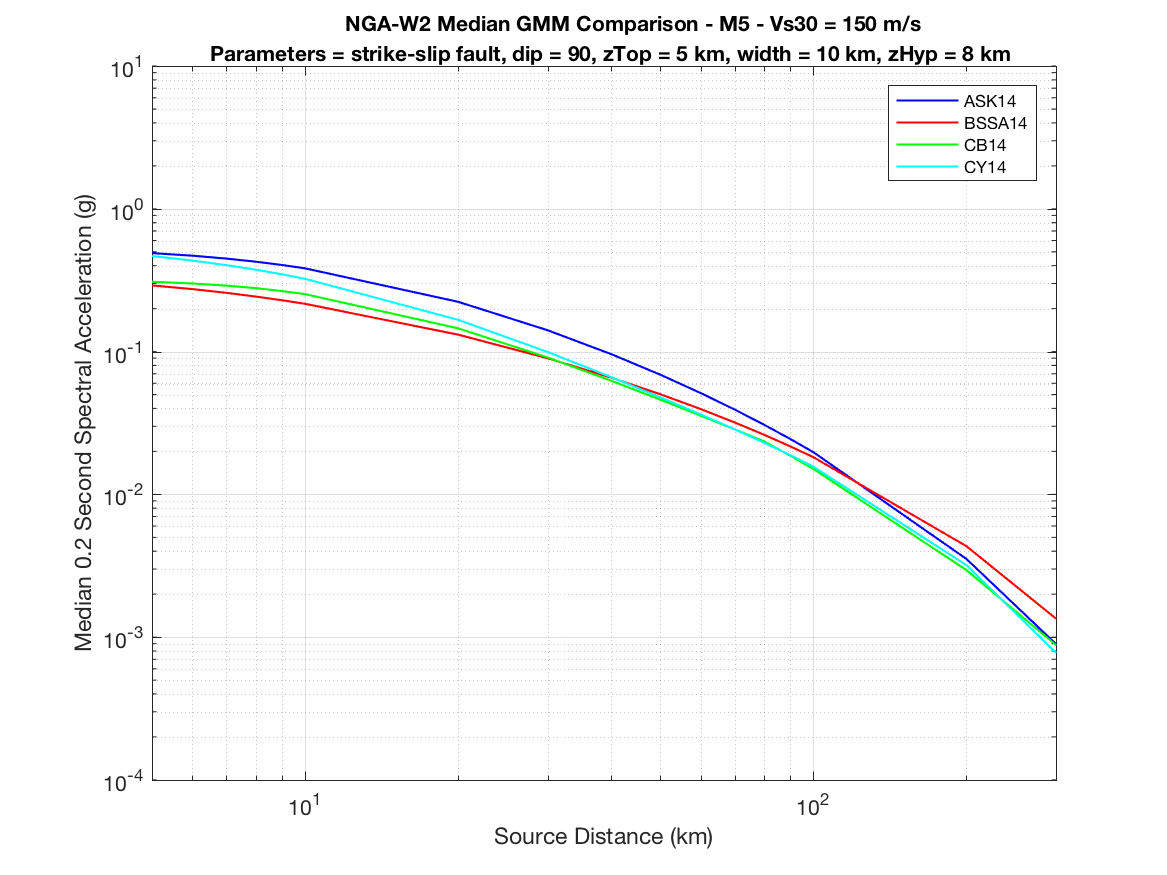 NGA-W2 Median GMM Comparison - M5 - Vs30 = 150 m/s
Parameters = strike-slip fault, dip = 90, zTop = 5 km, width = 10 km, zHyp = 8 km
10^1
ASK14
BSSA14
CB14
CY14
10^0
10^-1
10^-2
10^-3
10^-4
Median 0.2 Second Spectral Acceleration (g)
10^1 10^2
Source Distance (km)